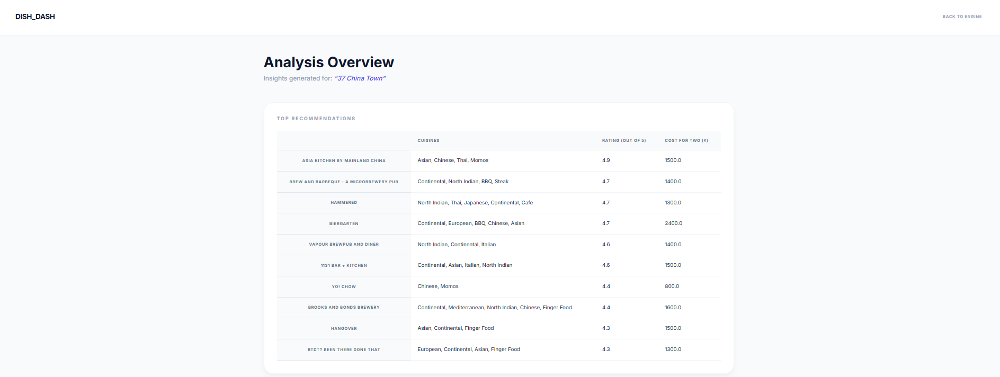 DISH_DASH
BACK TO ENGINE
Analysis Overview
Insights generated for: "37 China Town"
TOP RECOMMENDATIONS
CUISINES RATING (OUT OF 5) COST FOR TWO (₹)
ASIA KITCHEN BY MAINLAND CHINA Asian, Chinese, Thai, Momos 4.9 1500.0
BREW AND BARBEQUE - A MICROBREWERY PUB Continental, North Indian, BBQ, Steak 4.7 1400.0
HAMMERED North Indian, Thai, Japanese, Continental, Cafe 4.7 1300.0
BIERGARTEN Continental, European, BBQ, Chinese, Asian 4.7 2400.0
VAPOUR BREWPUB AND DINER North Indian, Continental, Italian 4.6 1400.0
1131 BAR + KITCHEN Continental, Asian, Italian, North Indian 4.6 1500.0
YO! CHOW Chinese, Momos 4.4 800.0
BROOKS AND BONDS BREWERY Continental, Mediterranean, North Indian, Chinese, Finger Food 4.4 1600.0
HANGOVER Asian, Continental, Finger Food 4.3 1500.0
BTDT? BEEN THERE DONE THAT European, Continental, Asian, Finger Food 4.3 1300.0